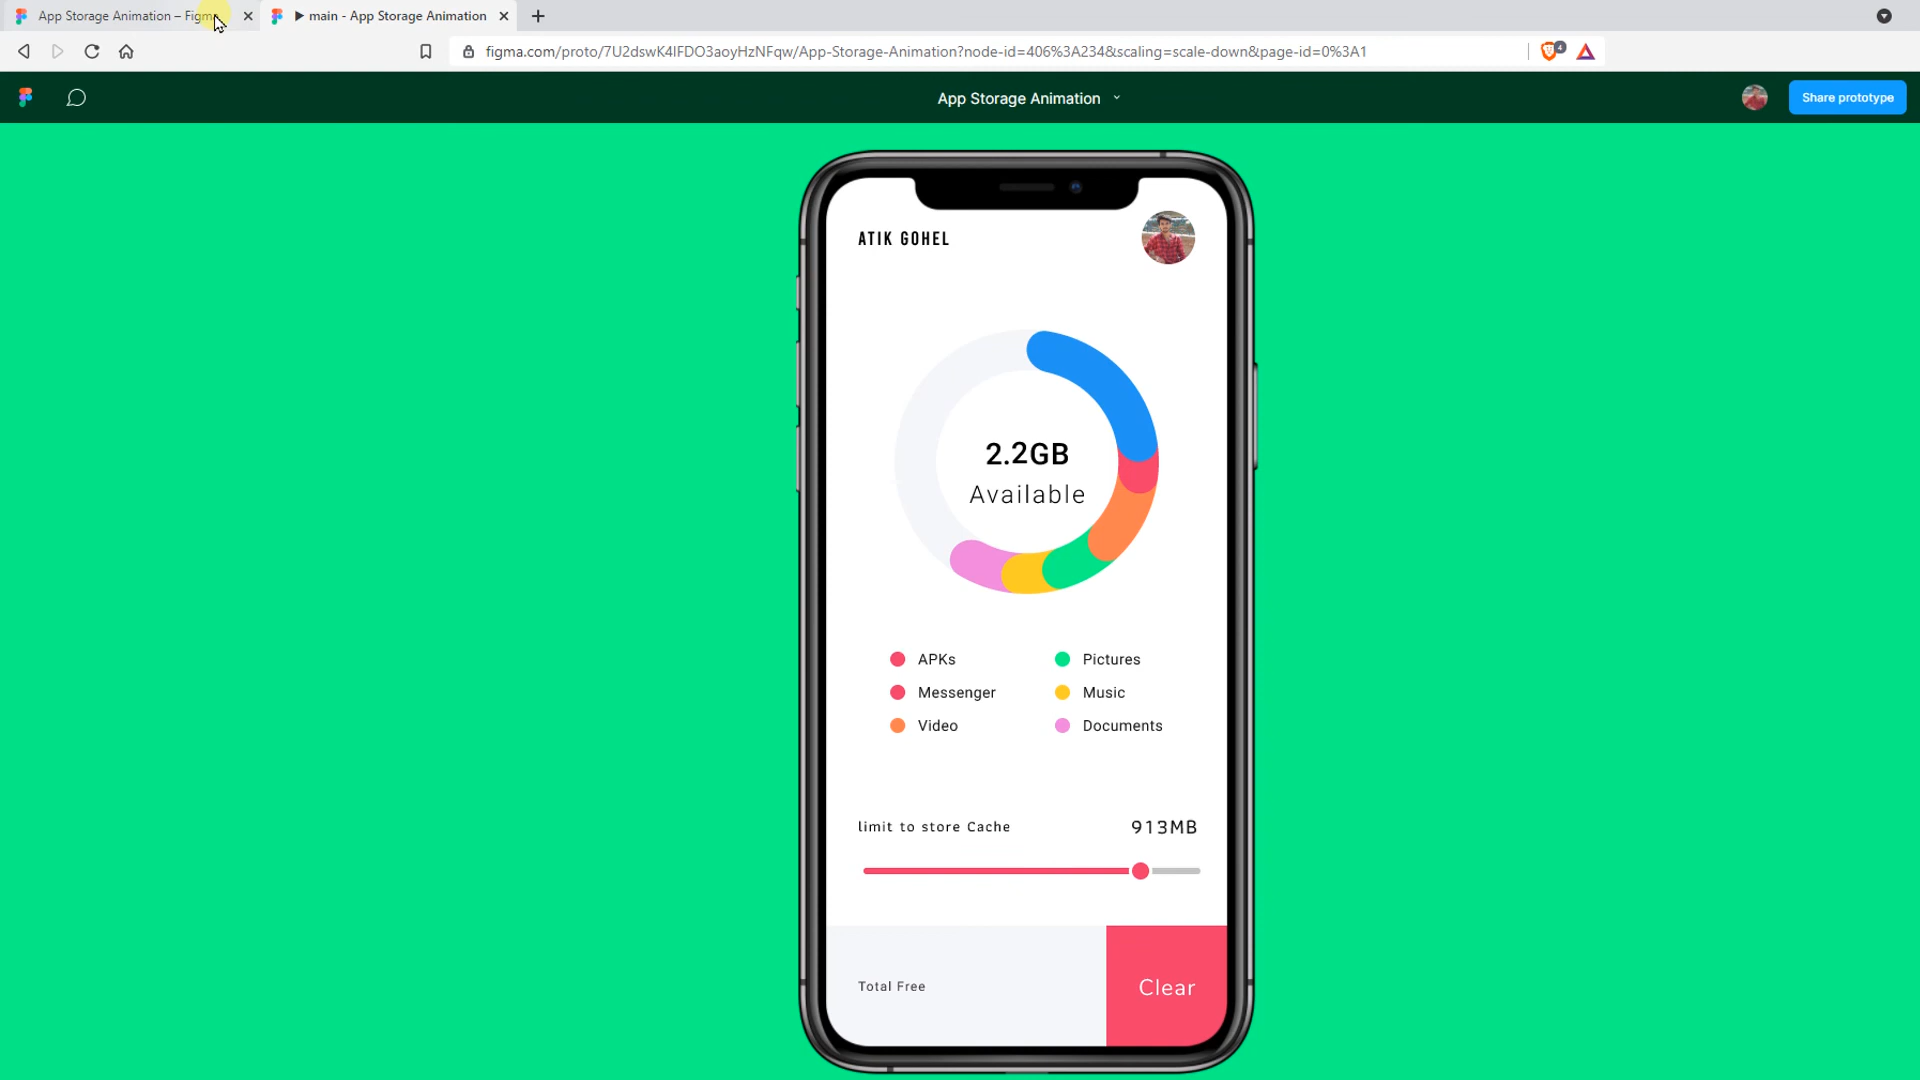 App Storage Animation – Figma
main - App Storage Animation
figma.com/proto/7U2dswK4lFDO3aoyHzNFqw/App-Storage-Animation?node-id=406%3A234&scaling=scale-down&page-id=0%3A1
4
App Storage Animation
Share prototype
ATIK GOHEL
2.2GB
Available
APKs
Pictures
Messenger
Music
Video
Documents
limit to store Cache
913MB
Total Free
Clear